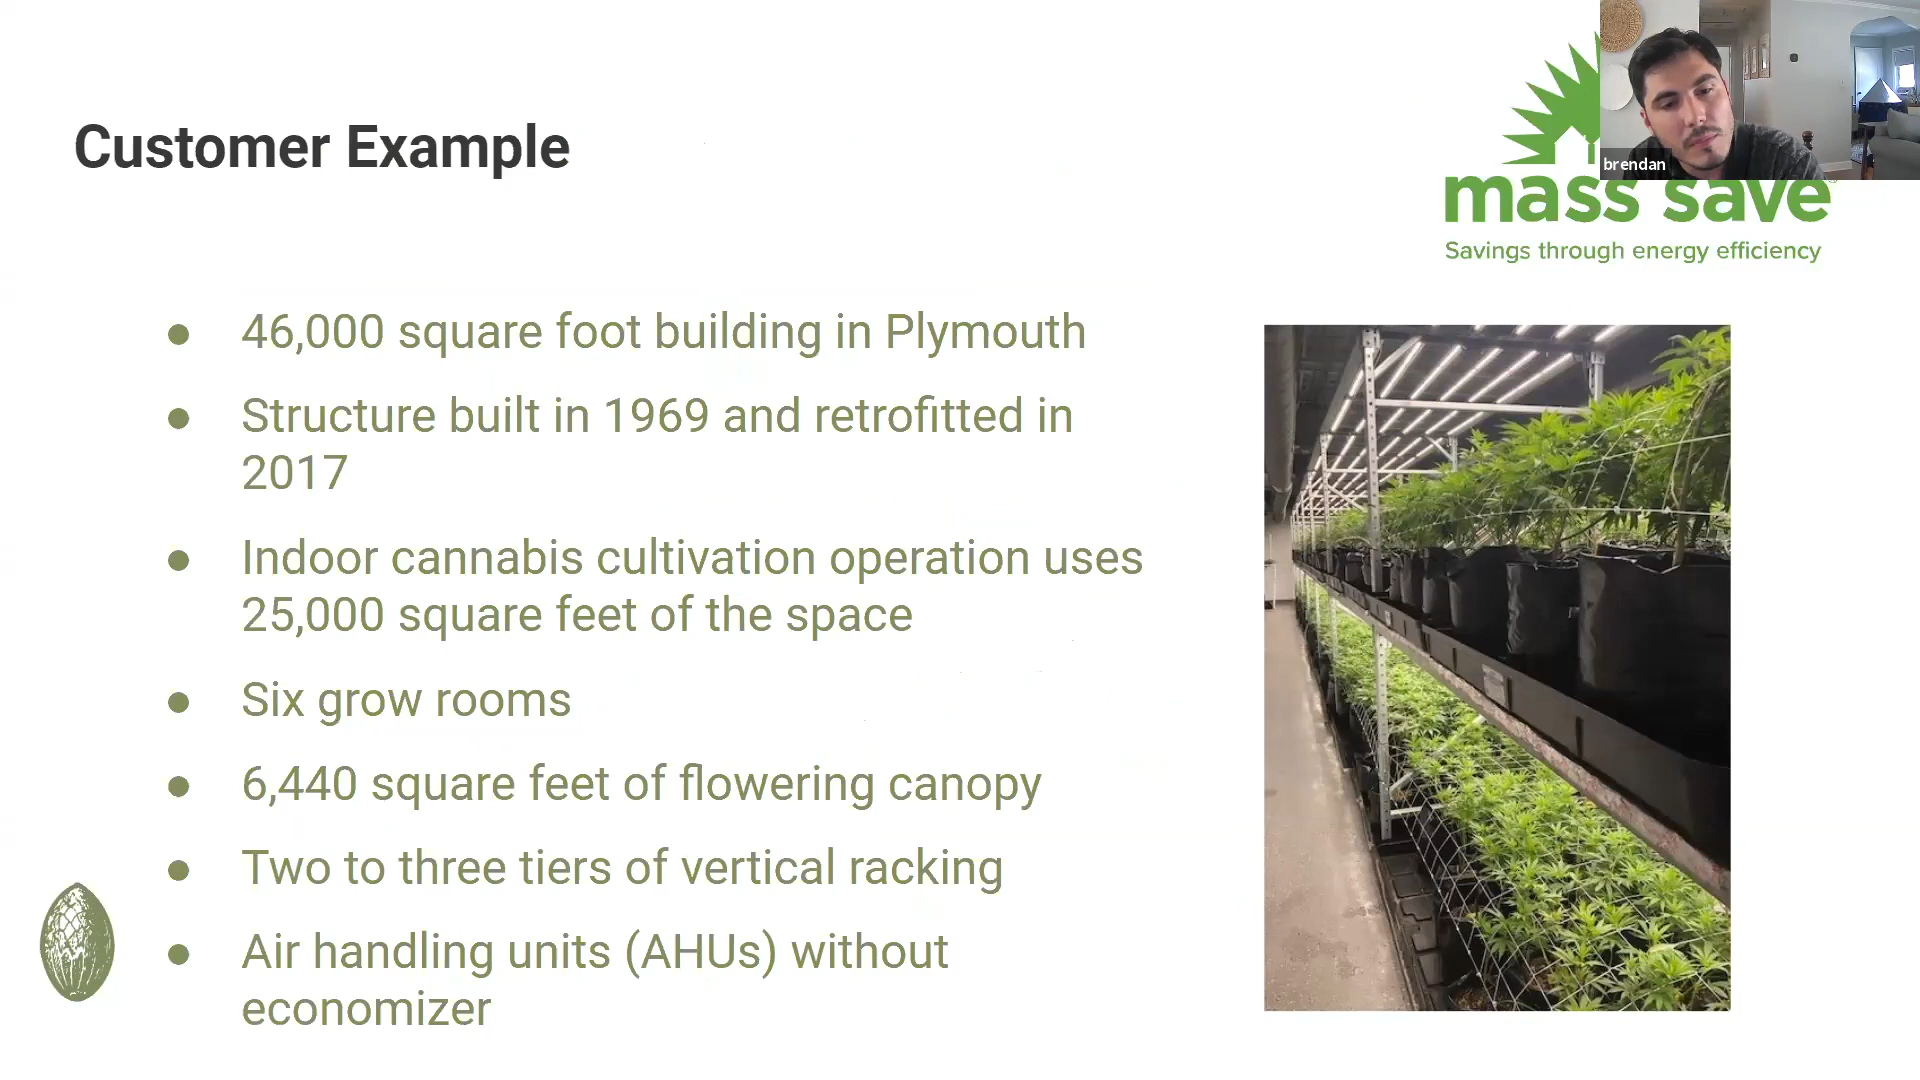 Customer Example
brendan
mass save
Savings through energy efficiency
46,000 square foot building in Plymouth
Structure built in 1969 and retrofitted in
2017
Indoor cannabis cultivation operation uses
25,000 square feet of the space
Six grow rooms
6,440 square feet of flowering canopy
Two to three tiers of vertical racking
Air handling units (AHUs) without
economizer